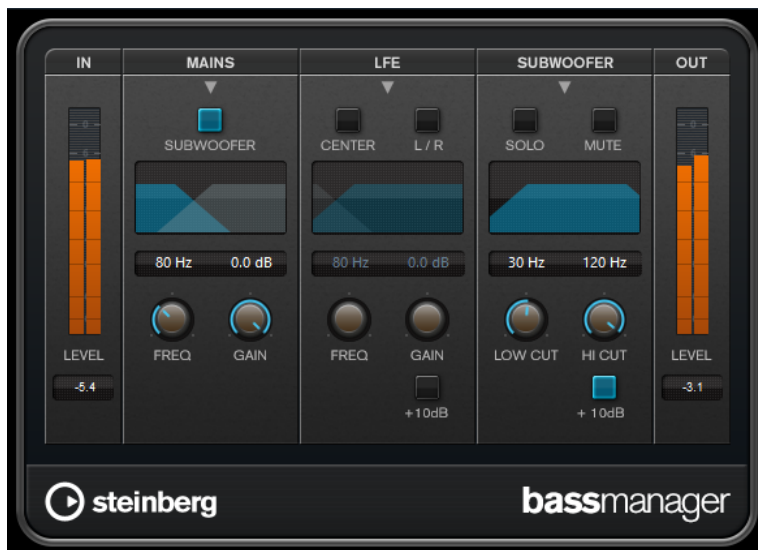 IN MAINS LFE SUBWOOFER OUT
SUBWOOFER CENTER L / R SOLO MUTE
80 Hz 0.0 dB 80 Hz 0.0 dB 30 Hz 120 Hz
LEVEL FREQ GAIN FREQ GAIN LOW CUT HI CUT LEVEL
-5.4 -3.1
+10dB + 10dB
steinberg bassmanager